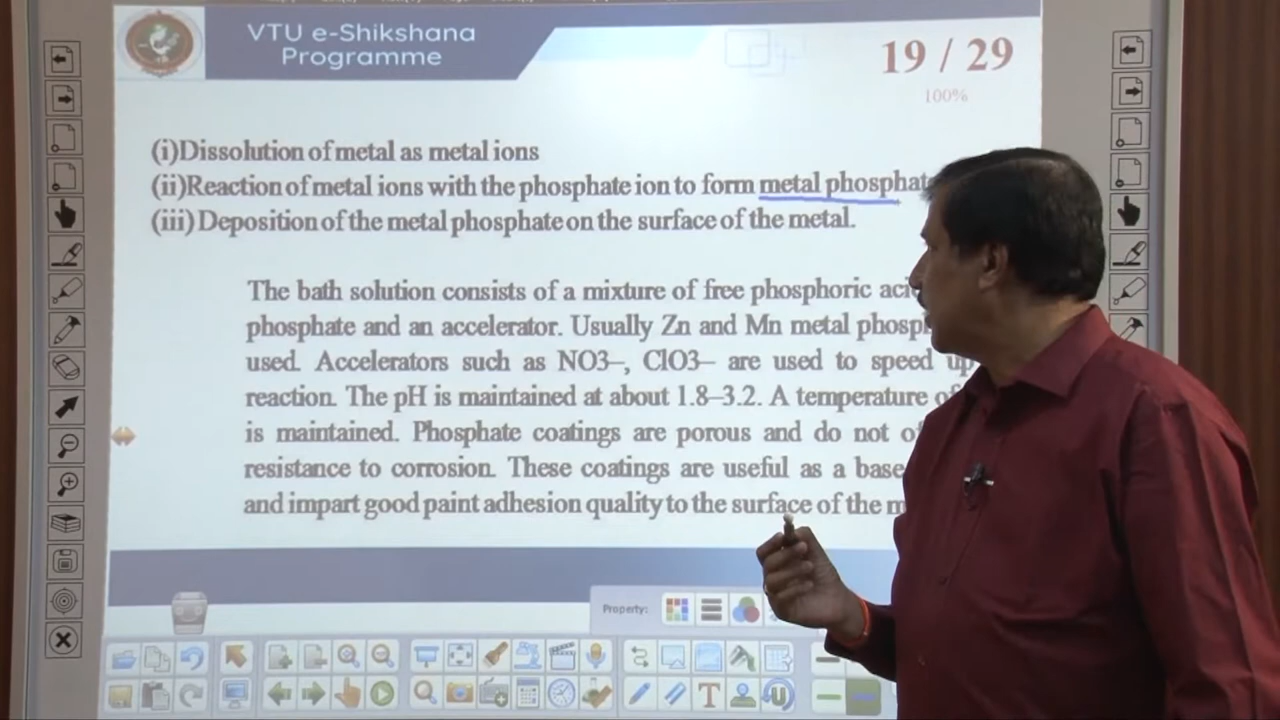 VTU e-Shikshana
Programme
19 / 29
100%
(i)Dissolution of metal as metal ions
(ii)Reaction of metal ions with the phosphate ion to form metal phosphat
(iii) Deposition of the metal phosphate on the surface of the metal.
The bath solution consists of a mixture of free phosphoric
phosphate and an accelerator. Usually Zn and Mn metal
used. Accelerators such as NO3–, ClO3– are used to speed up
reaction. The pH is maintained at about 1.8–3.2. A temperature
is maintained. Phosphate coatings are porous and do not
resistance to corrosion. These coatings are useful as a base
and impart good paint adhesion quality to the surface of the
Property: